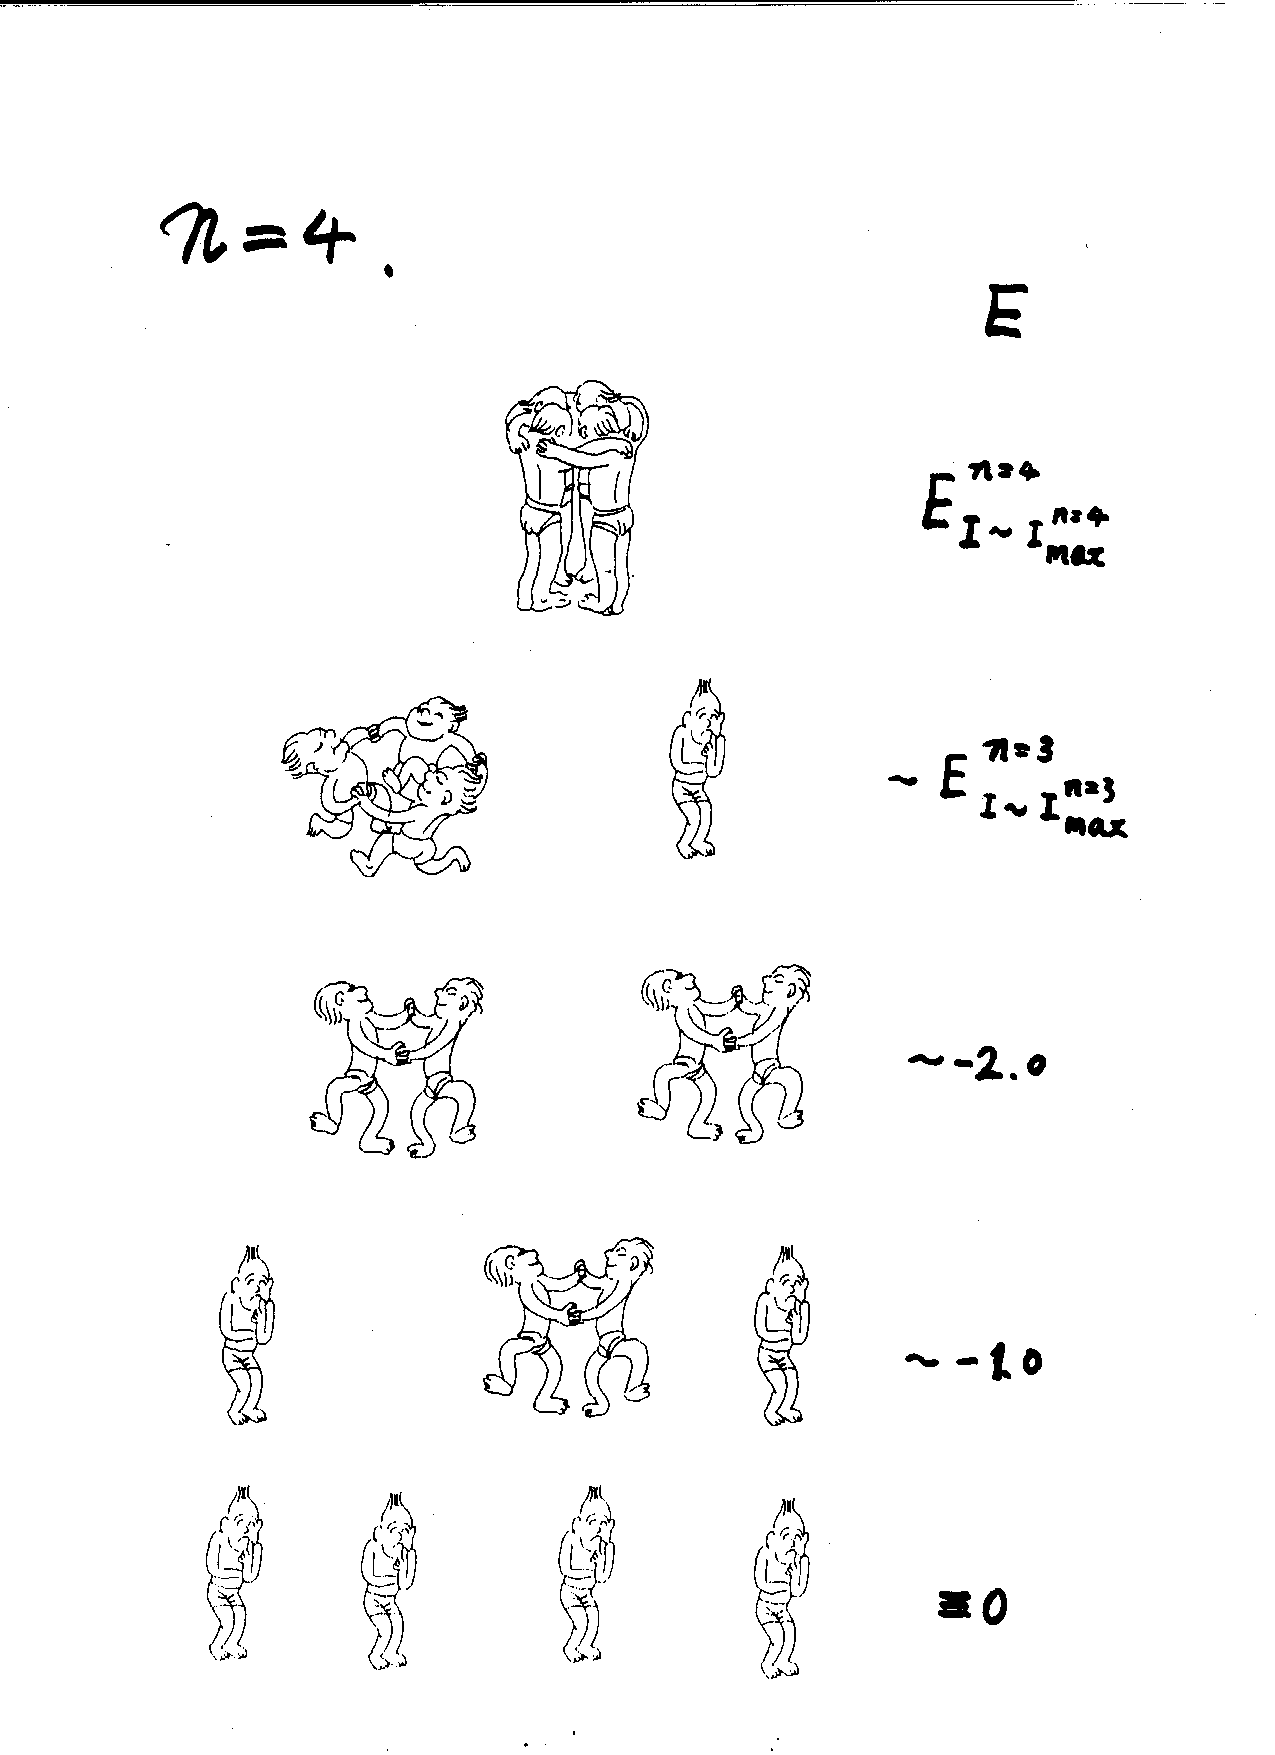 n=4.
E
E^{n=4}_{I~I^{n=4}_{max}}
~ E^{n=3}_{I~I^{n=3}_{max}}
~-2.0
~-1.0
≡0